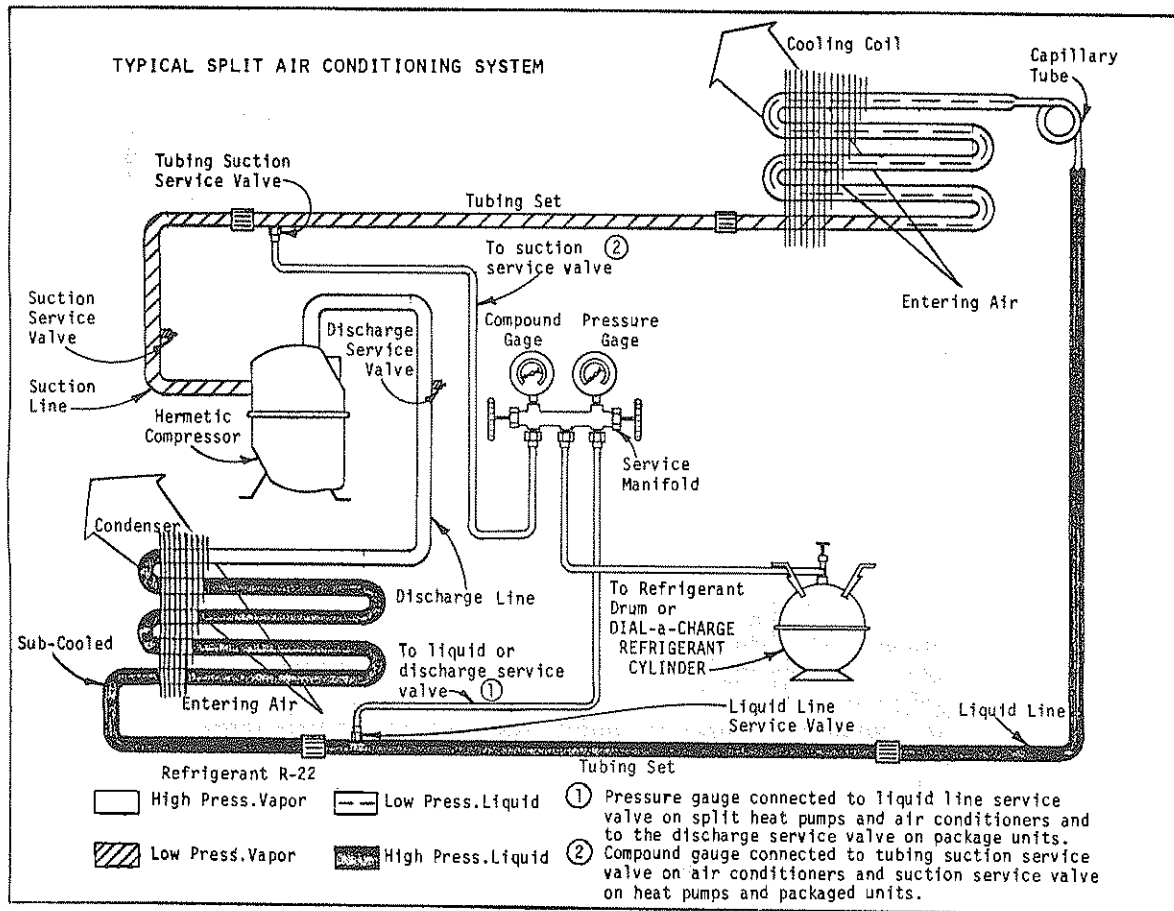 TYPICAL SPLIT AIR CONDITIONING SYSTEM
Cooling Coil
Capillary
Tube
Tubing Suction
Service Valve
Tubing Set
To suction ②
service valve
Entering Air
Suction
Service
Valve
Discharge
Service
Valve
Compound
Gage
Pressure
Gage
Suction
Line
Hermetic
Compressor
Service
Manifold
Condenser
Discharge Line
To Refrigerant
Drum or
DIAL-a-CHARGE
REFRIGERANT
CYLINDER
Sub-Cooled
To liquid or
discharge service
valve ①
Entering Air
Liquid Line
Service Valve
Liquid Line
Tubing Set
Refrigerant R-22
High Press.Vapor
Low Press.Liquid
Low Press.Vapor
High Press.Liquid
① Pressure gauge connected to liquid line service
valve on split heat pumps and air conditioners and
to the discharge service valve on package units.
② Compound gauge connected to tubing suction service
valve on air conditioners and suction service valve
on heat pumps and packaged units.